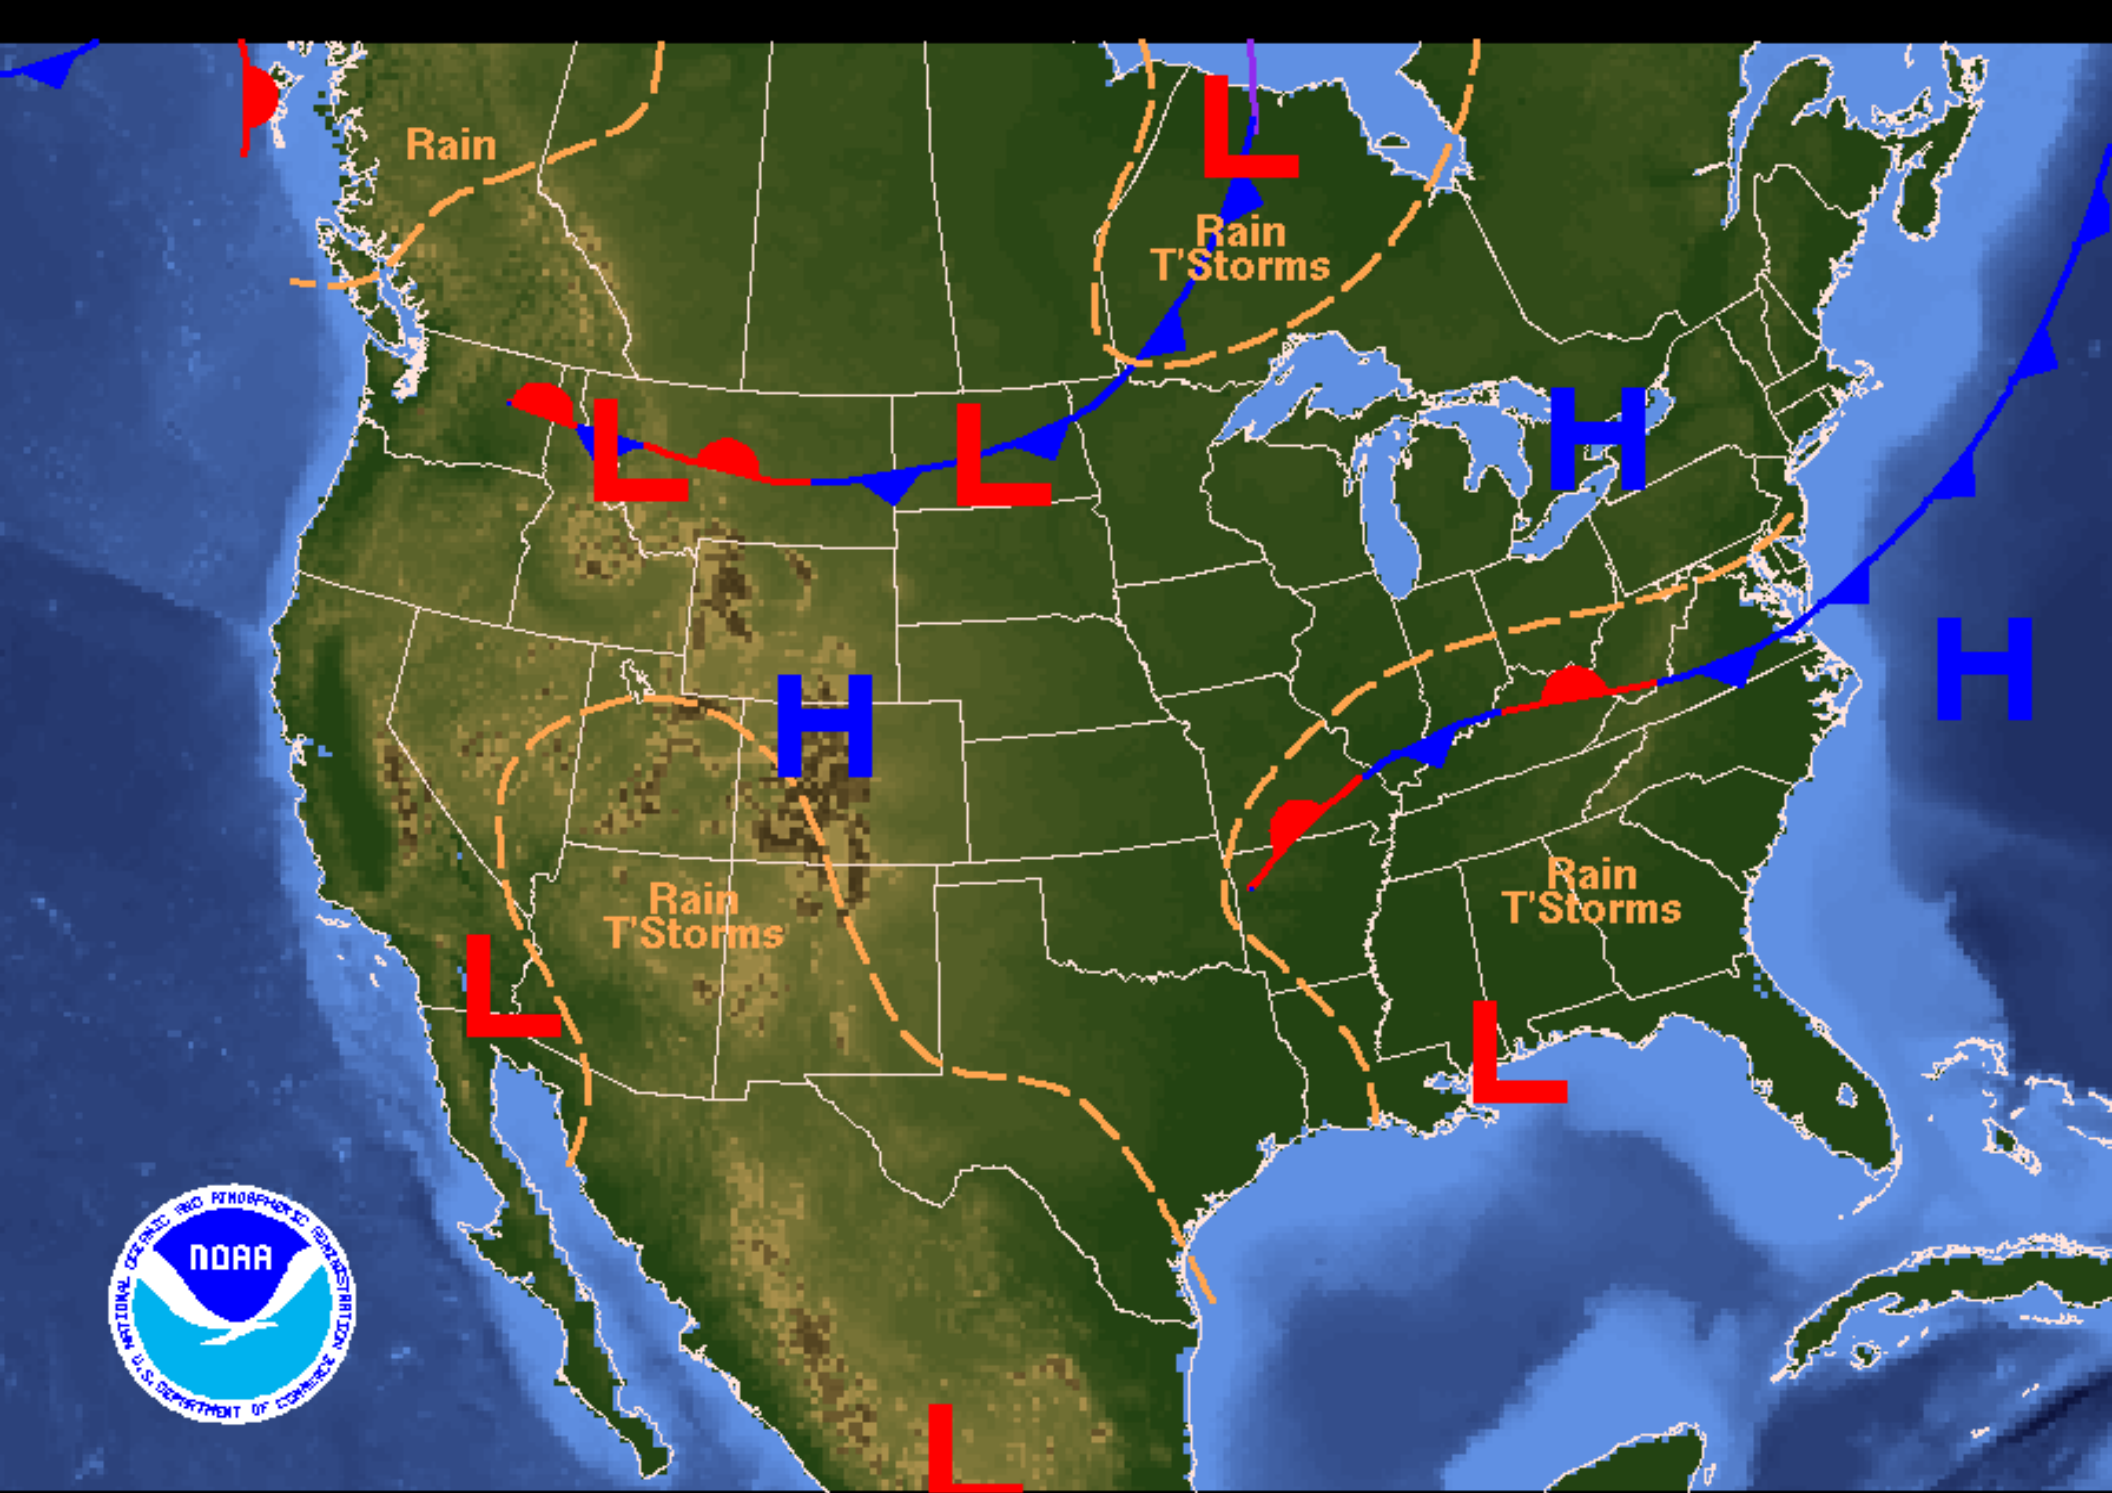 Rain
L
Rain
T'Storms
L
L
H
H
H
Rain
T'Storms
Rain
T'Storms
L
L
NATIONAL OCEANIC AND ATMOSPHERIC ADMINISTRATION
NOAA
U.S. DEPARTMENT OF COMMERCE
L